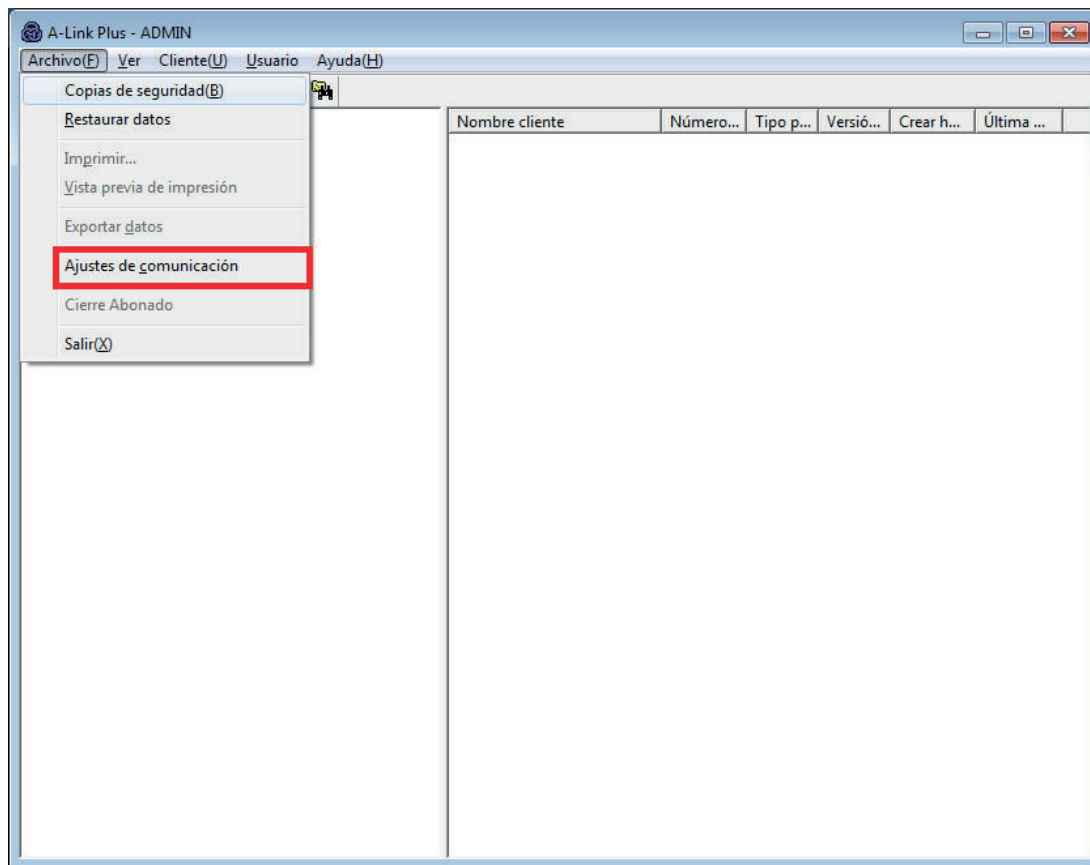 A-Link Plus - ADMIN
Archivo(F) Ver Cliente(U) Usuario Ayuda(H)
Copias de seguridad(B)
Restaurar datos
Imprimir...
Vista previa de impresión
Exportar datos
Ajustes de comunicación
Cierre Abonado
Salir(X)
Nombre cliente Número... Tipo p... Versió... Crear h... Última ...